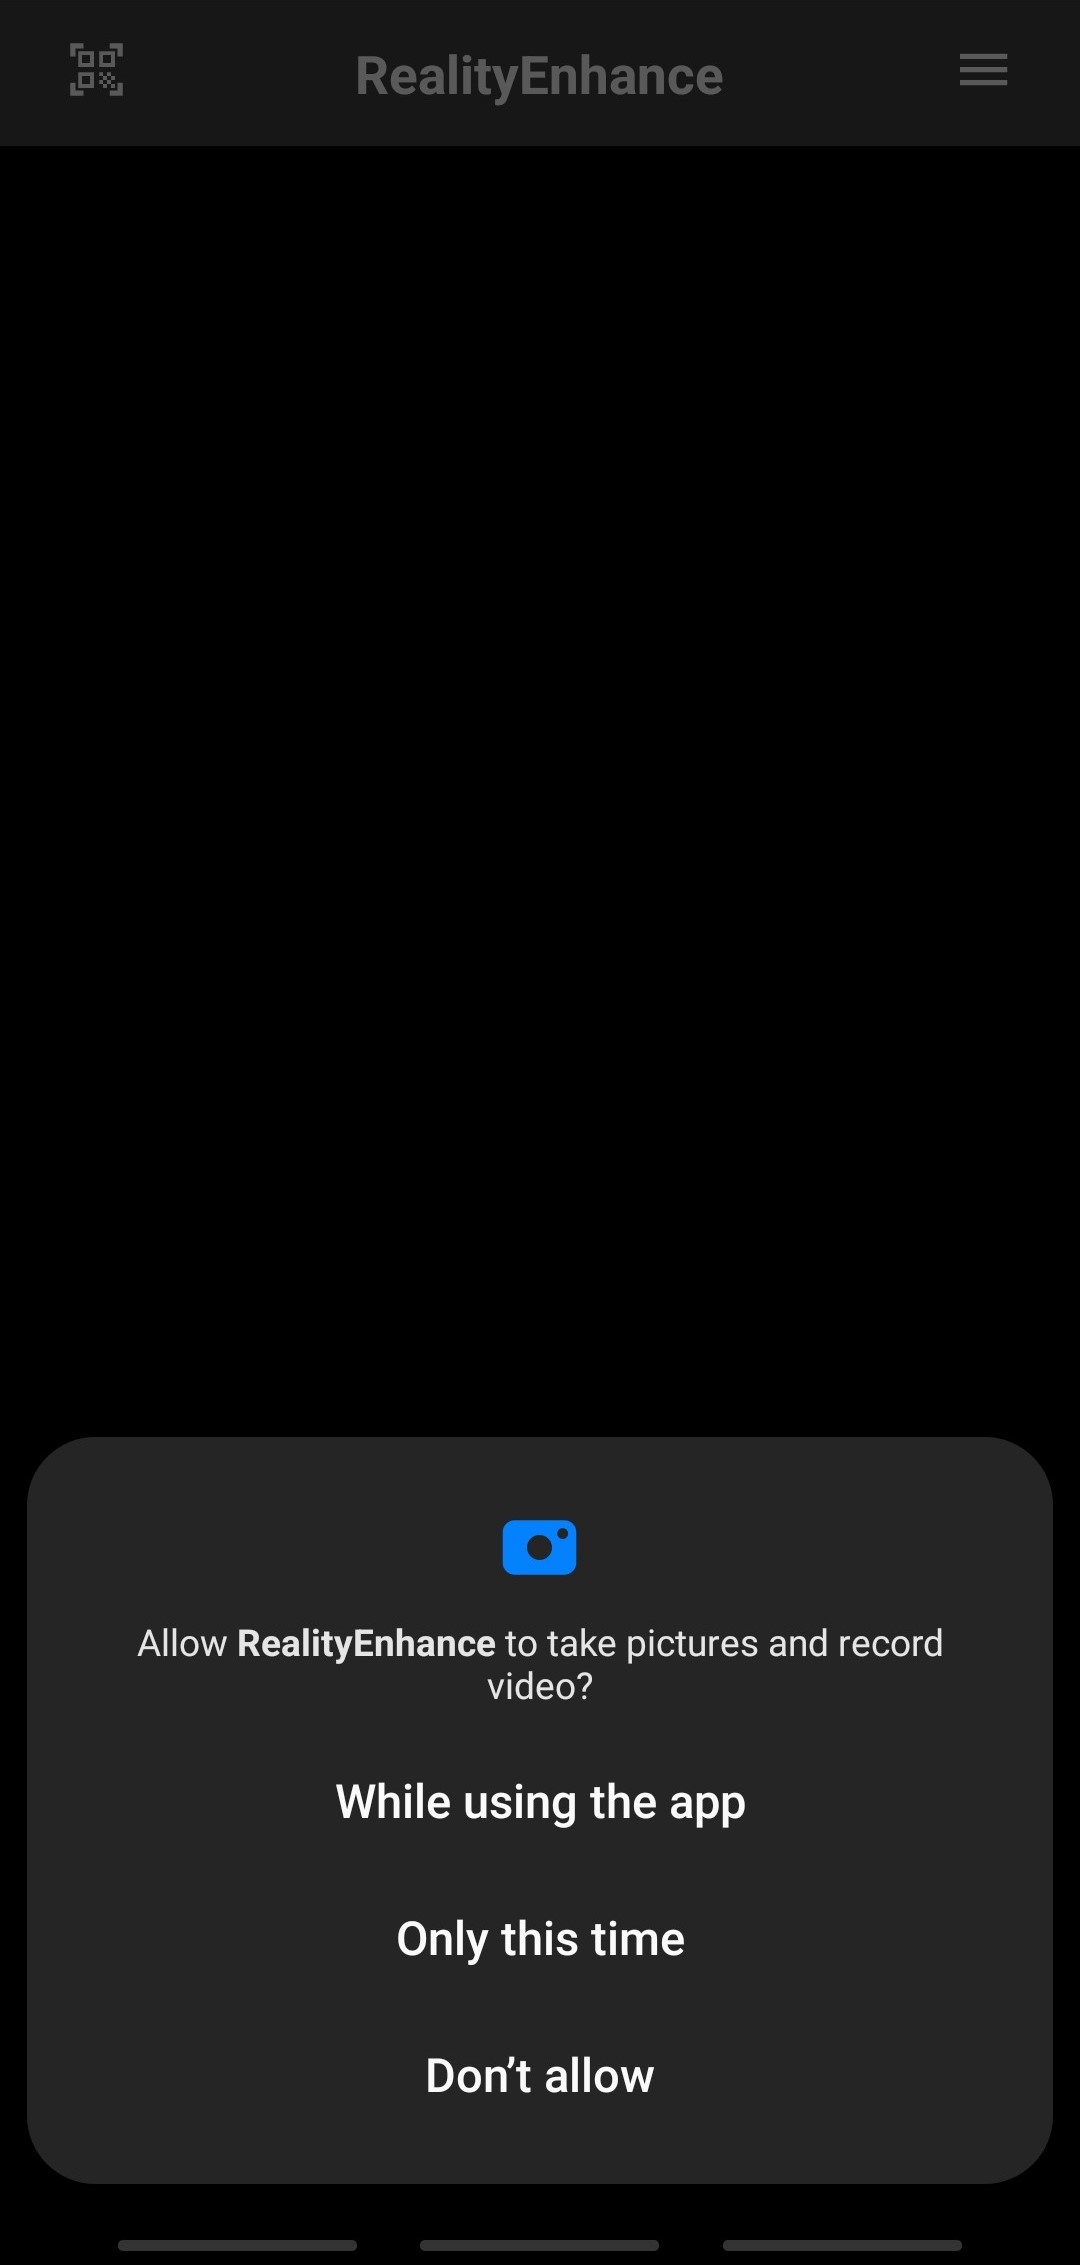 RealityEnhance
Allow RealityEnhance to take pictures and record
video?
While using the app
Only this time
Don’t allow